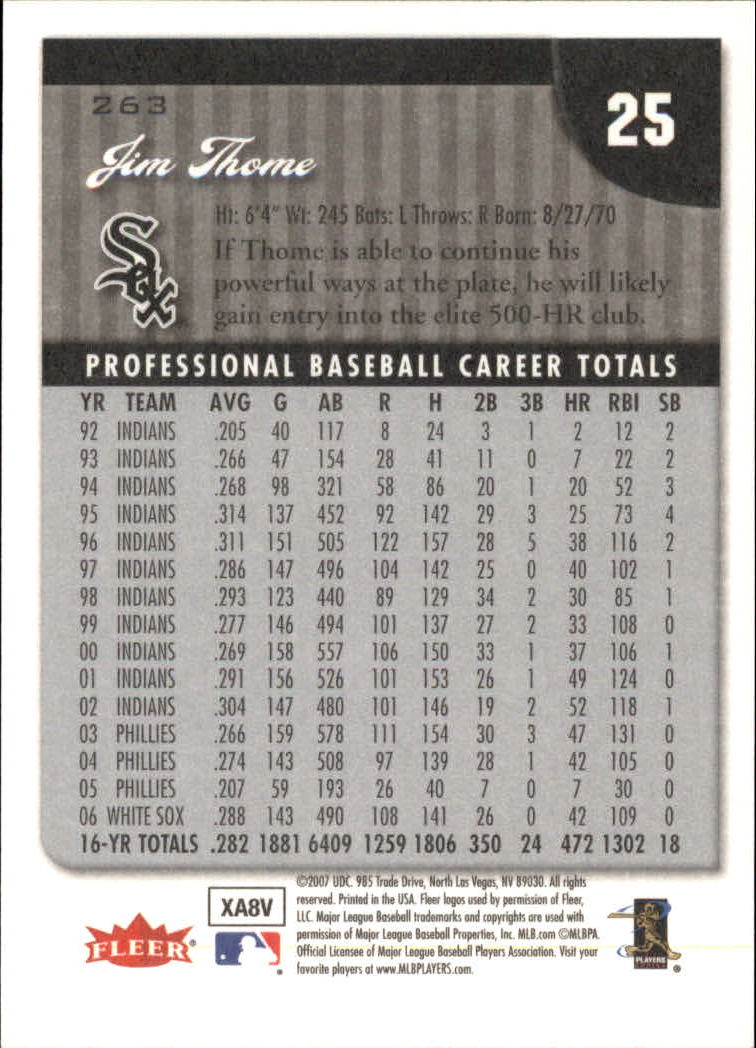 263
25
Jim Thome
Sox
Ht: 6'4" Wt: 245 Bats: L Throws: R Born: 8/27/70
If Thome is able to continue his
powerful ways at the plate, he will likely
gain entry into the elite 500-HR club.
PROFESSIONAL BASEBALL CAREER TOTALS
YR TEAM AVG G AB R H 2B 3B HR RBI SB
92 INDIANS .205 40 117 8 24 3 1 2 12 2
93 INDIANS .266 47 154 28 41 11 0 7 22 2
94 INDIANS .268 98 321 58 86 20 1 20 52 3
95 INDIANS .314 137 452 92 142 29 3 25 73 4
96 INDIANS .311 151 505 122 157 28 5 38 116 2
97 INDIANS .286 147 496 104 142 25 0 40 102 1
98 INDIANS .293 123 440 89 129 34 2 30 85 1
99 INDIANS .277 146 494 101 137 27 2 33 108 0
00 INDIANS .269 158 557 106 150 33 1 37 106 1
01 INDIANS .291 156 526 101 153 26 1 49 124 0
02 INDIANS .304 147 480 101 146 19 2 52 118 1
03 PHILLIES .266 159 578 111 154 30 3 47 131 0
04 PHILLIES .274 143 508 97 139 28 1 42 105 0
05 PHILLIES .207 59 193 26 40 7 0 7 30 0
06 WHITE SOX .288 143 490 108 141 26 0 42 109 0
16-YR TOTALS .282 1881 6409 1259 1806 350 24 472 1302 18
©2007 UDC. 985 Trade Drive, North Las Vegas, NV 89030. All rights
reserved. Printed in the USA. Fleer logos used by permission of Fleer,
LLC. Major League Baseball trademarks and copyrights are used with
permission of Major League Baseball Properties, Inc. MLB.com ©MLBPA.
Official Licensee of Major League Baseball Players Association. Visit your
favorite players at www.MLBPLAYERS.com.
XA8V
FLEER
PLAYERS
CHOICE